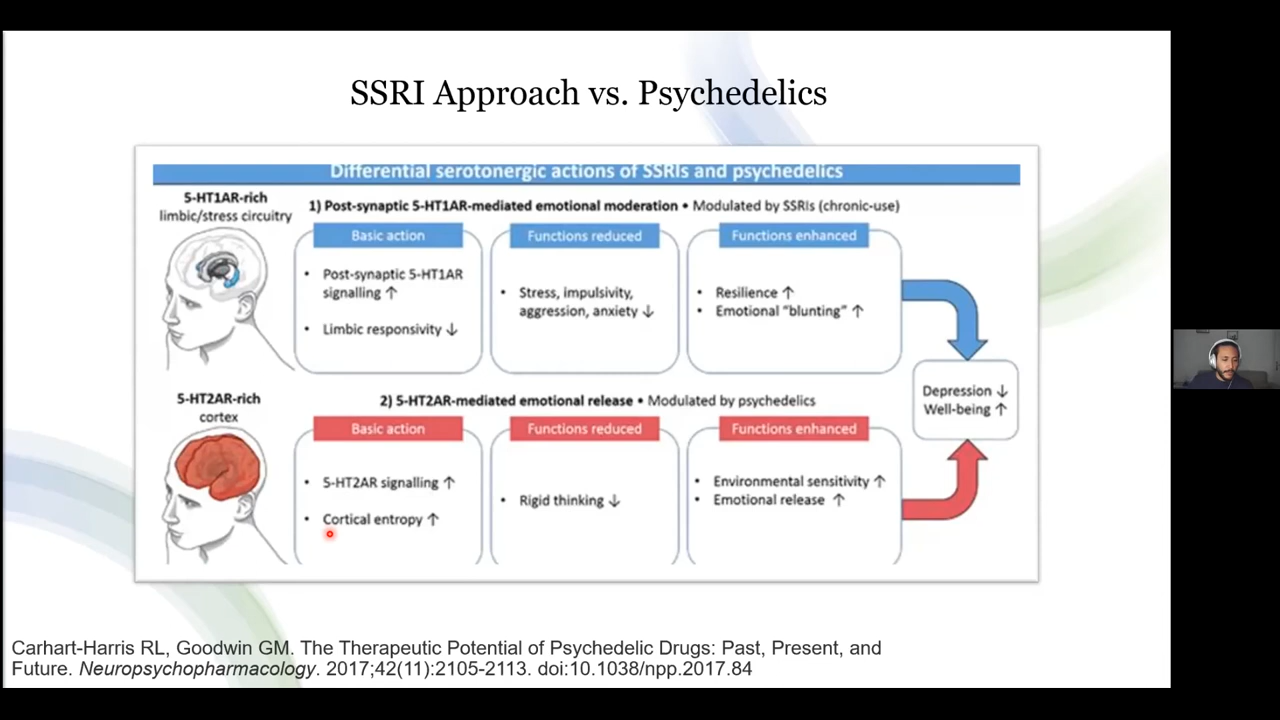 SSRI Approach vs. Psychedelics
Differential serotonergic actions of SSRIs and psychedelics
5-HT1AR-rich
limbic/stress circuitry
1) Post-synaptic 5-HT1AR-mediated emotional moderation • Modulated by SSRIs (chronic-use)
Basic action
• Post-synaptic 5-HT1AR
signalling ↑
• Limbic responsivity ↓
Functions reduced
• Stress, impulsivity,
aggression, anxiety ↓
Functions enhanced
• Resilience ↑
• Emotional "blunting" ↑
5-HT2AR-rich
cortex
2) 5-HT2AR-mediated emotional release • Modulated by psychedelics
Basic action
• 5-HT2AR signalling ↑
• Cortical entropy ↑
Functions reduced
• Rigid thinking ↓
Functions enhanced
• Environmental sensitivity ↑
• Emotional release ↑
Depression ↓
Well-being ↑
Carhart-Harris RL, Goodwin GM. The Therapeutic Potential of Psychedelic Drugs: Past, Present, and
Future. Neuropsychopharmacology. 2017;42(11):2105-2113. doi:10.1038/npp.2017.84